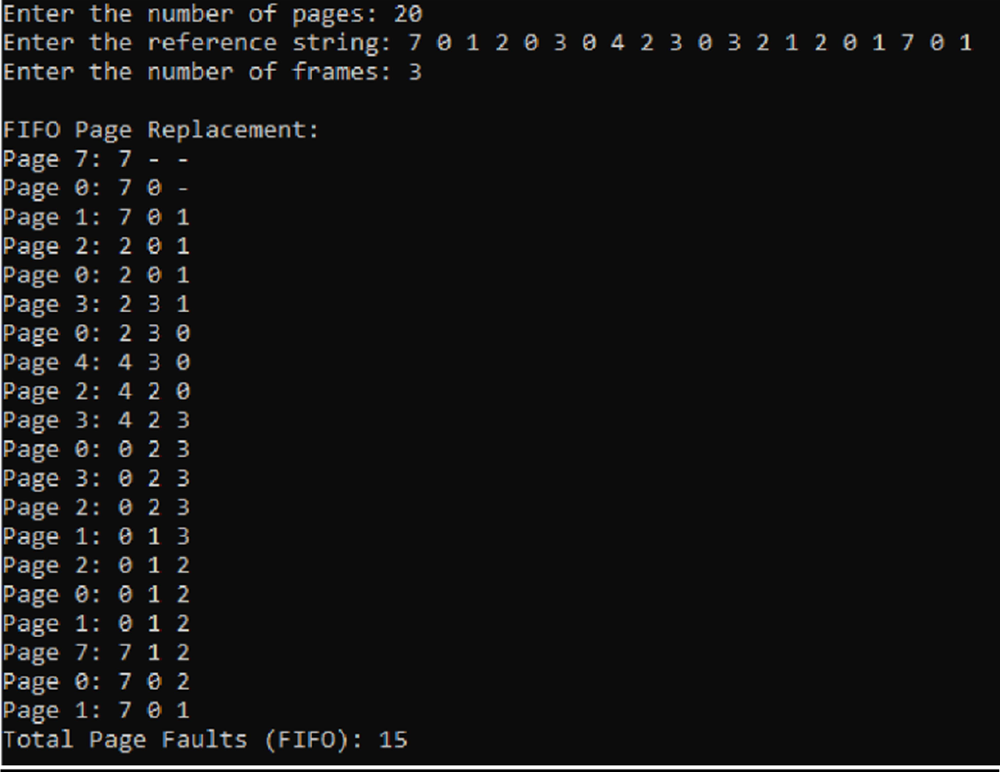 Enter the number of pages: 20
Enter the reference string: 7 0 1 2 0 3 0 4 2 3 0 3 2 1 2 0 1 7 0 1
Enter the number of frames: 3
FIFO Page Replacement:
Page 7: 7 - -
Page 0: 7 0 -
Page 1: 7 0 1
Page 2: 2 0 1
Page 0: 2 0 1
Page 3: 2 3 1
Page 0: 2 3 0
Page 4: 4 3 0
Page 2: 4 2 0
Page 3: 4 2 3
Page 0: 0 2 3
Page 3: 0 2 3
Page 2: 0 2 3
Page 1: 0 1 3
Page 2: 0 1 2
Page 0: 0 1 2
Page 1: 0 1 2
Page 7: 7 1 2
Page 0: 7 0 2
Page 1: 7 0 1
Total Page Faults (FIFO): 15